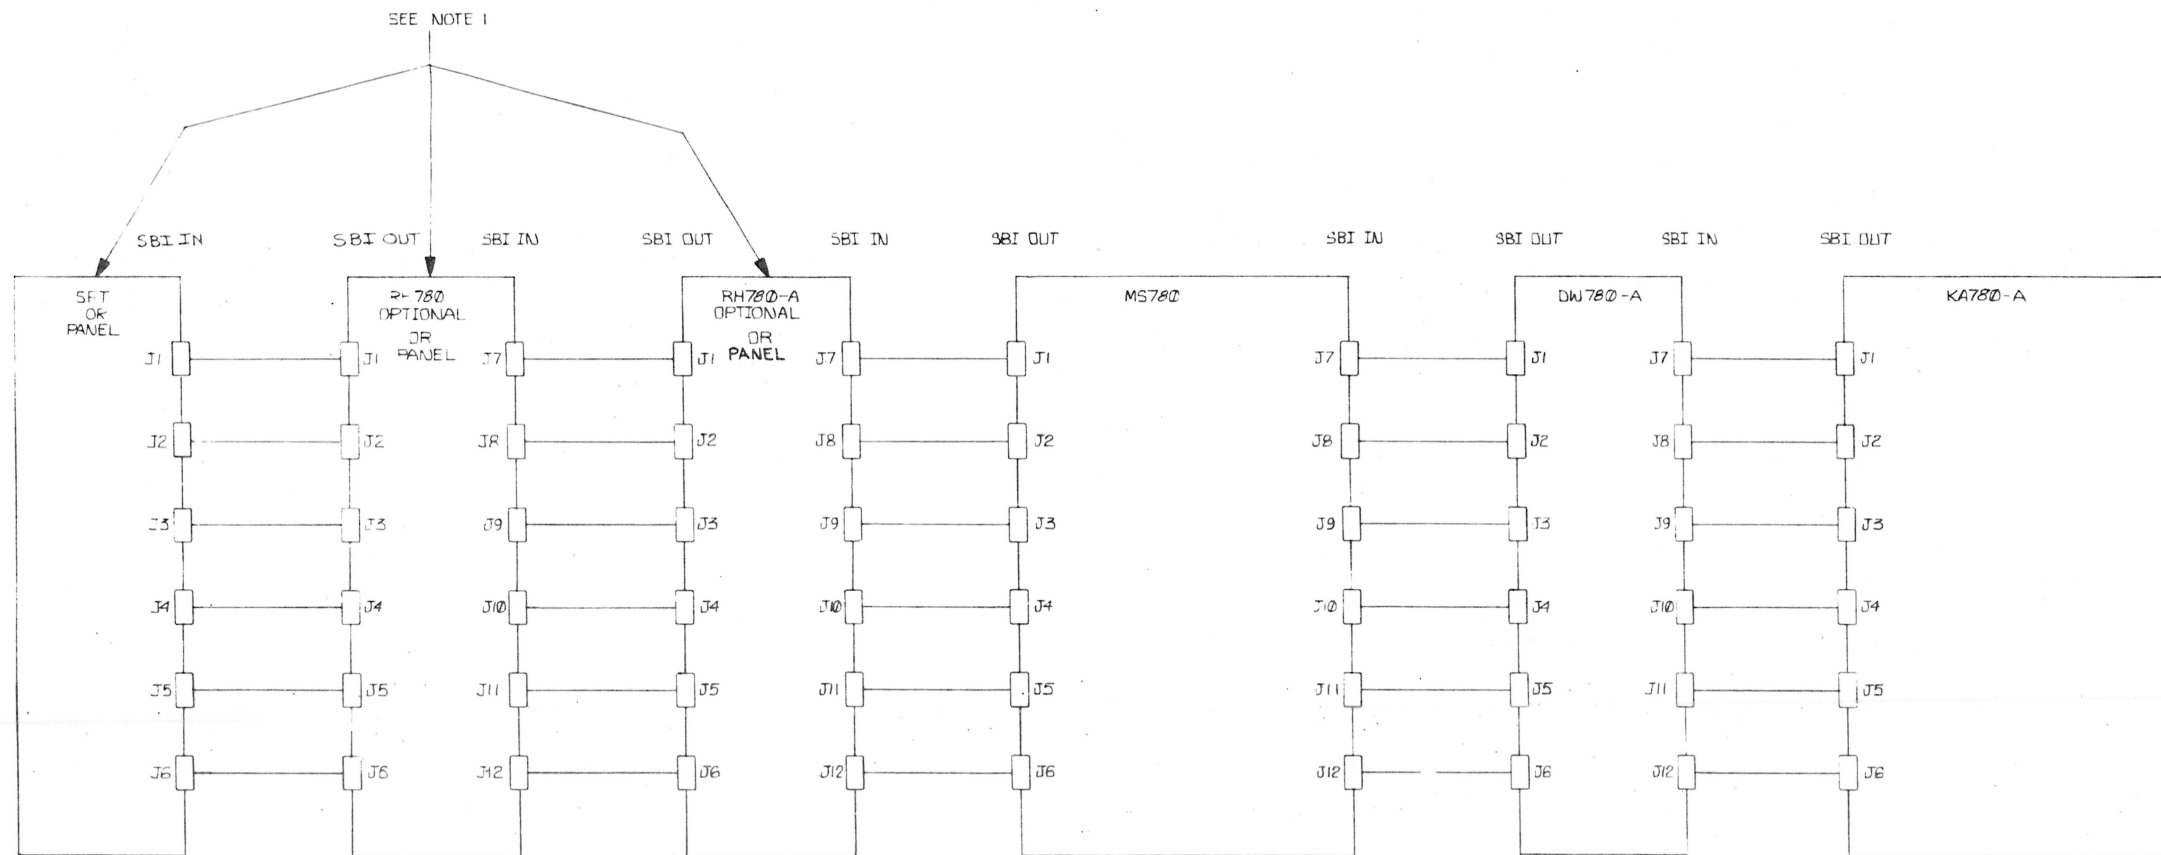 SEE NOTE 1
SBI IN SBI OUT SBI IN SBI OUT SBI IN SBI OUT SBI IN SBI OUT SBI IN SBI OUT
OR
PANEL
RH780
OPTIONAL
OR
PANEL
RH780-A
OPTIONAL
OR
PANEL
MS780
DW780-A
KA780-A
J1 J1 J7 J1 J7 J1 J7 J1 J7 J1
J2 J2 J8 J2 J8 J2 J8 J2 J8 J2
J3 J3 J9 J3 J9 J3 J9 J3 J9 J3
J4 J4 J10 J4 J10 J4 J10 J4 J10 J4
J5 J5 J11 J5 J11 J5 J11 J5 J11 J5
J6 J6 J12 J6 J12 J6 J12 J6 J12 J6